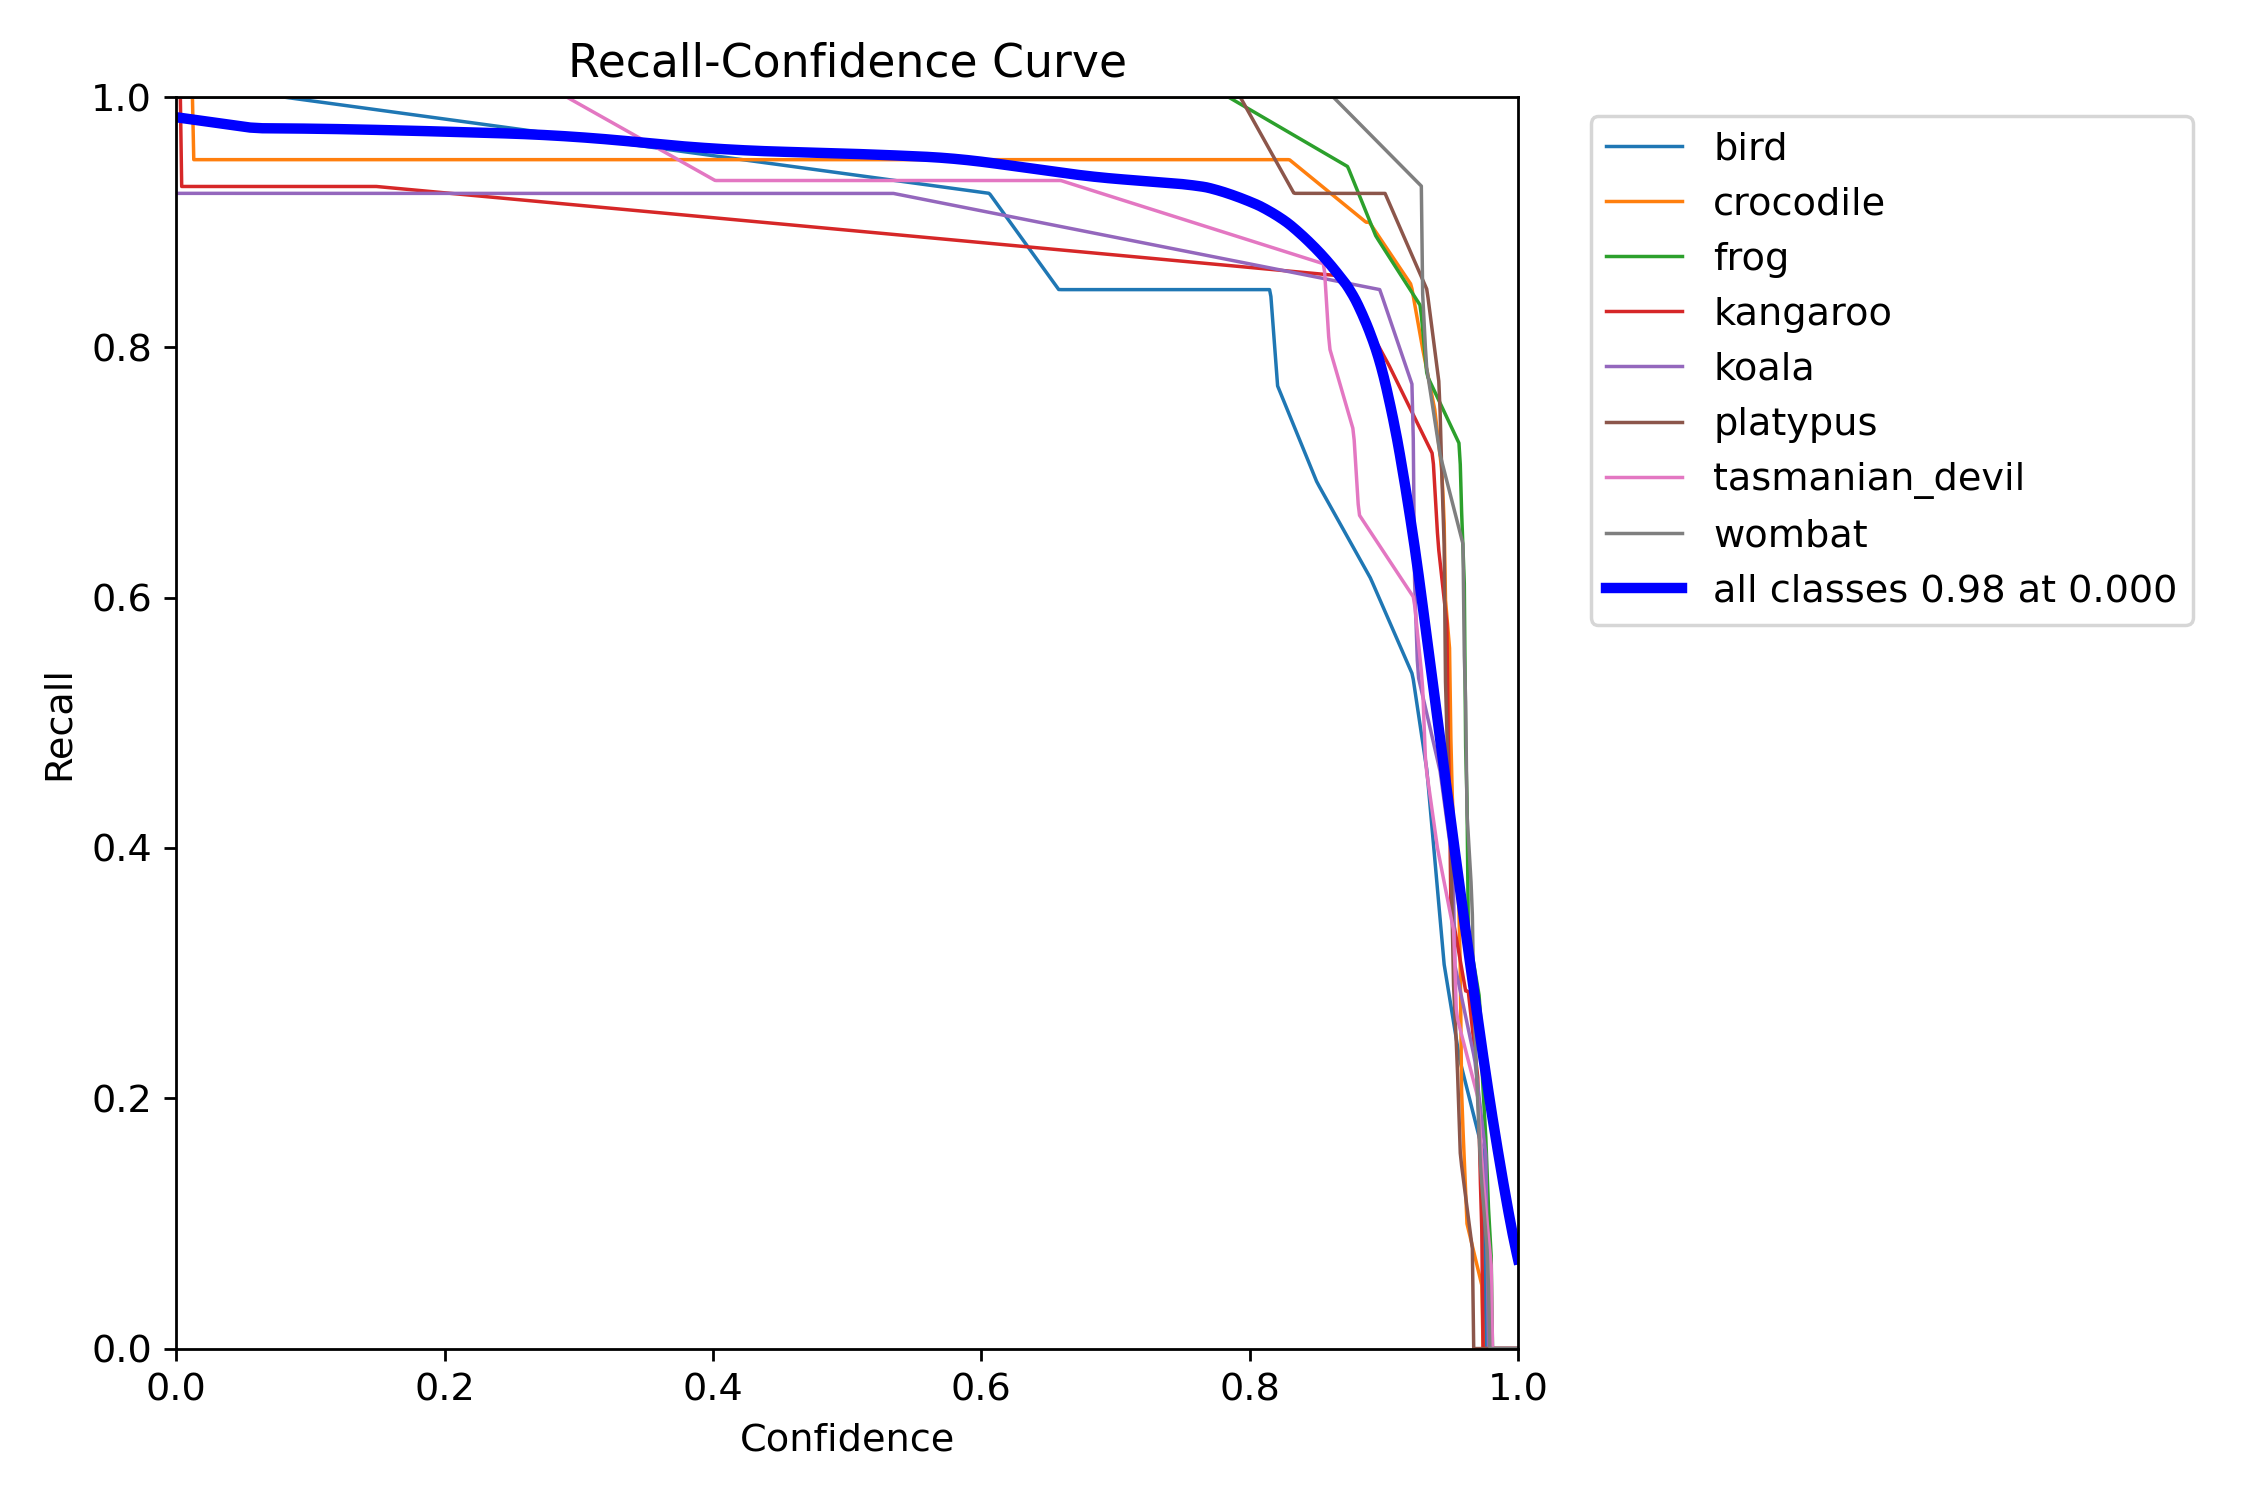 Recall-Confidence Curve
1.0
0.8
0.6
0.4
0.2
0.0
Recall
0.0 0.2 0.4 0.6 0.8 1.0
Confidence
bird
crocodile
frog
kangaroo
koala
platypus
tasmanian_devil
wombat
all classes 0.98 at 0.000